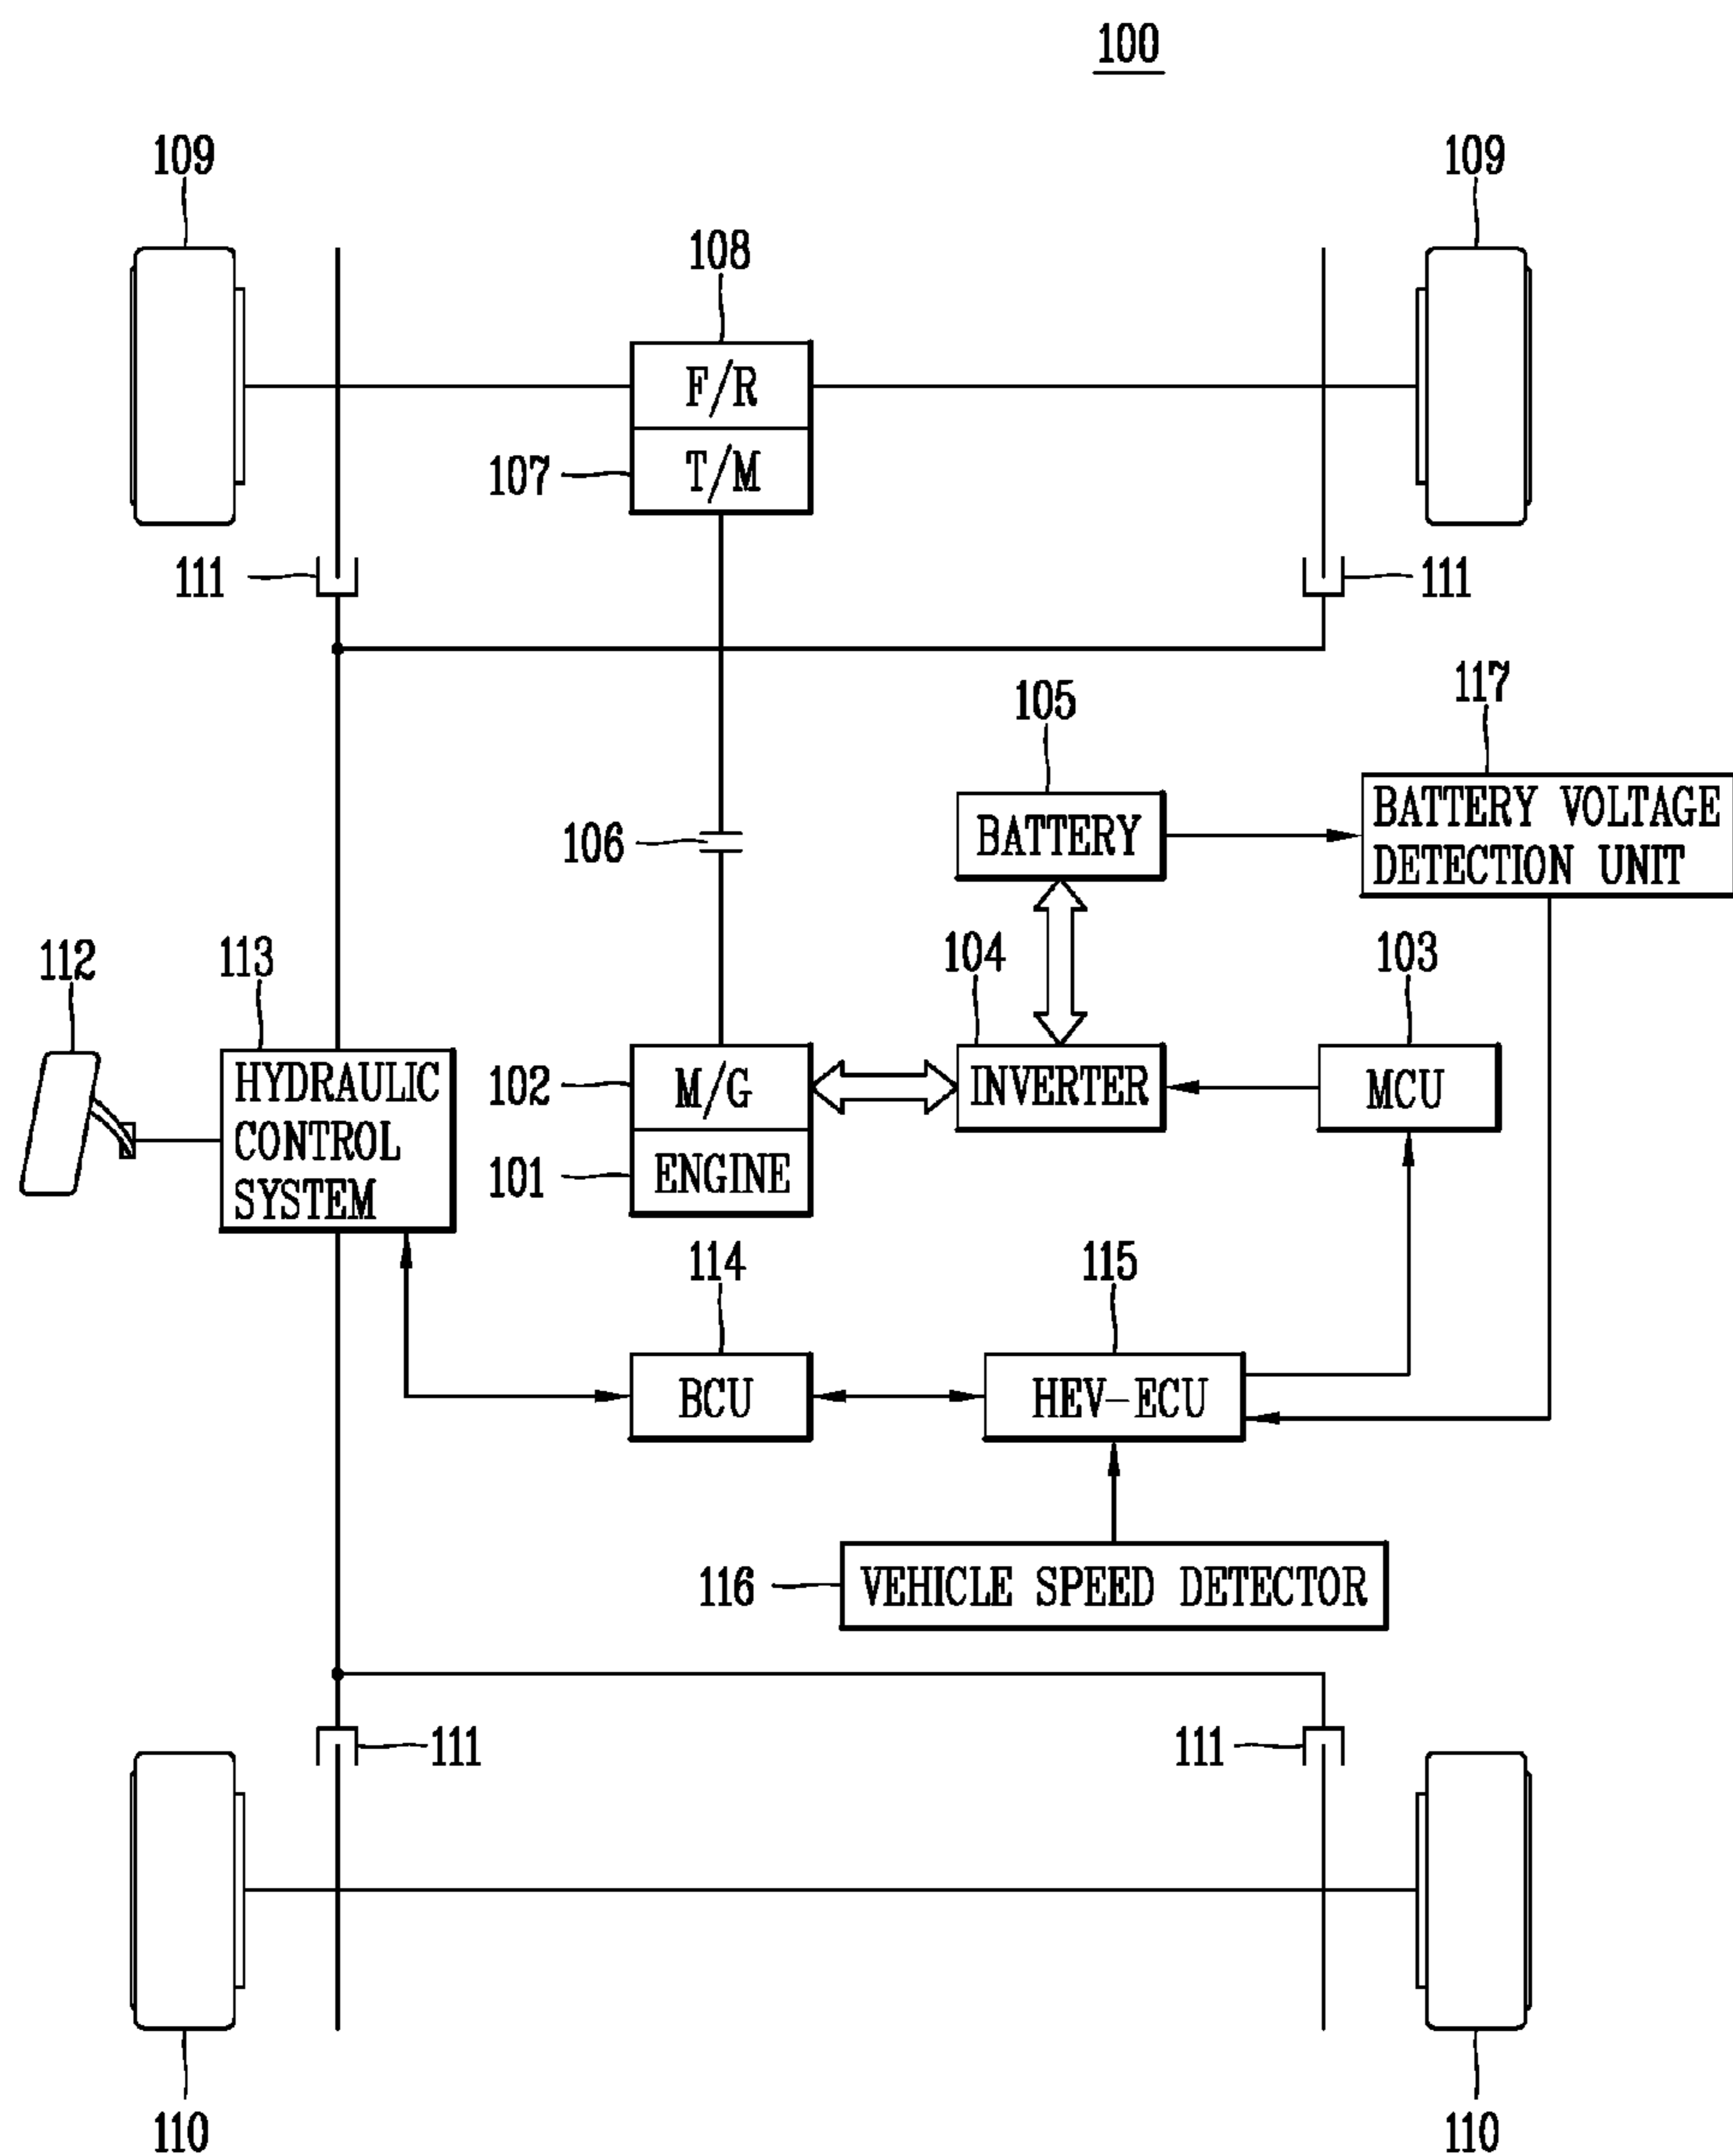 100
109
109
108
F/R
107
T/M
111
111
105
117
BATTERY
BATTERY VOLTAGE
DETECTION UNIT
106
112
113
104
103
HYDRAULIC
CONTROL
SYSTEM
102
M/G
INVERTER
MCU
101
ENGINE
114
115
BCU
HEV-ECU
116
VEHICLE SPEED DETECTOR
111
111
110
110